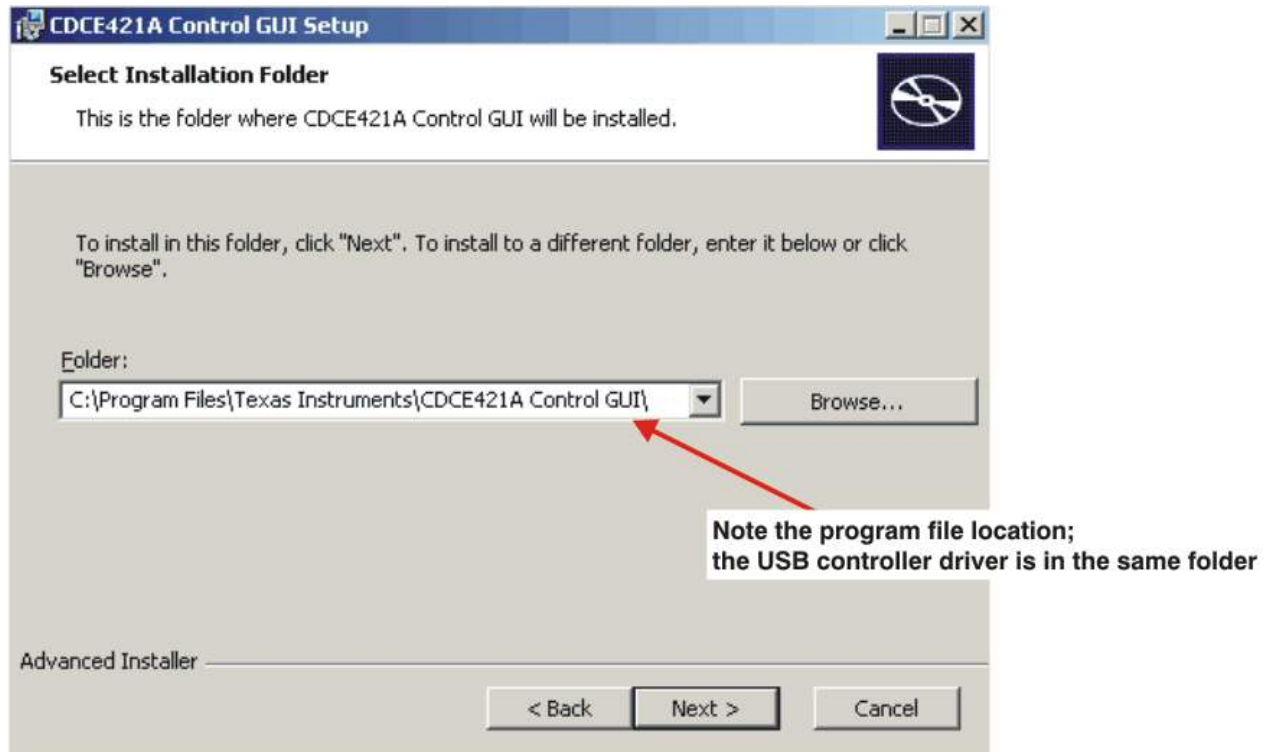 CDCE421A Control GUI Setup
Select Installation Folder
This is the folder where CDCE421A Control GUI will be installed.
To install in this folder, click "Next". To install to a different folder, enter it below or click
"Browse".
Folder:
C:\Program Files\Texas Instruments\CDCE421A Control GUI\
Browse...
Note the program file location;
the USB controller driver is in the same folder
Advanced Installer
< Back
Next >
Cancel